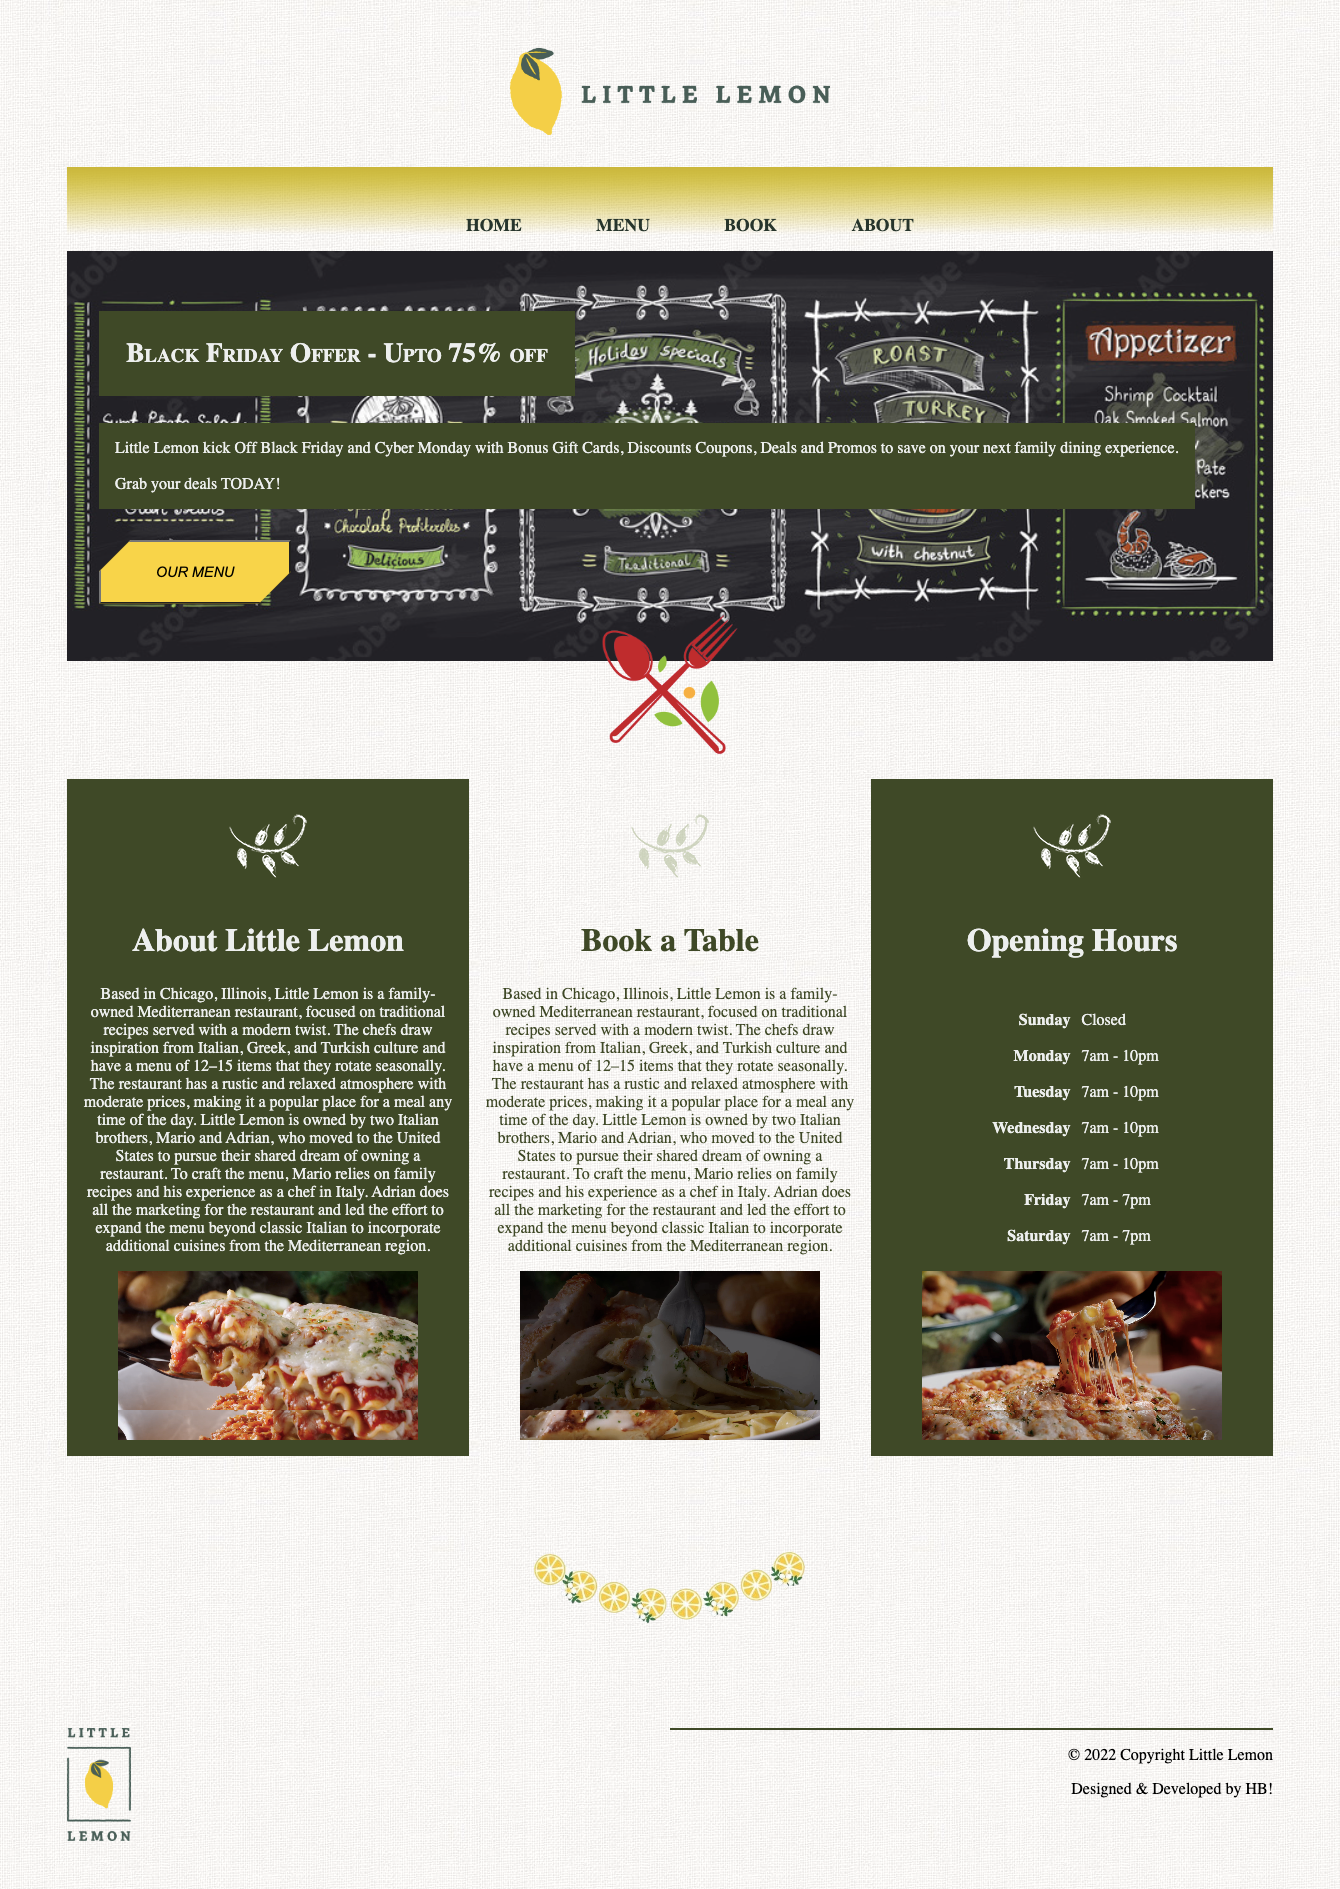 LITTLE LEMON
HOME MENU BOOK ABOUT
Black Friday Offer - Upto 75% off
Holiday specials
ROAST
TURKEY
Appetizer
Shrimp Cocktail
Oak Smoked Salmon
Pate
Little Lemon kick Off Black Friday and Cyber Monday with Bonus Gift Cards, Discounts Coupons, Deals and Promos to save on your next family dining experience.
Grab your deals TODAY!
Chocolate Profiteroles
Delicious
Traditional
with chestnut
OUR MENU
About Little Lemon
Based in Chicago, Illinois, Little Lemon is a family-
owned Mediterranean restaurant, focused on traditional
recipes served with a modern twist. The chefs draw
inspiration from Italian, Greek, and Turkish culture and
have a menu of 12–15 items that they rotate seasonally.
The restaurant has a rustic and relaxed atmosphere with
moderate prices, making it a popular place for a meal any
time of the day. Little Lemon is owned by two Italian
brothers, Mario and Adrian, who moved to the United
States to pursue their shared dream of owning a
restaurant. To craft the menu, Mario relies on family
recipes and his experience as a chef in Italy. Adrian does
all the marketing for the restaurant and led the effort to
expand the menu beyond classic Italian to incorporate
additional cuisines from the Mediterranean region.
Book a Table
Based in Chicago, Illinois, Little Lemon is a family-
owned Mediterranean restaurant, focused on traditional
recipes served with a modern twist. The chefs draw
inspiration from Italian, Greek, and Turkish culture and
have a menu of 12–15 items that they rotate seasonally.
The restaurant has a rustic and relaxed atmosphere with
moderate prices, making it a popular place for a meal any
time of the day. Little Lemon is owned by two Italian
brothers, Mario and Adrian, who moved to the United
States to pursue their shared dream of owning a
restaurant. To craft the menu, Mario relies on family
recipes and his experience as a chef in Italy. Adrian does
all the marketing for the restaurant and led the effort to
expand the menu beyond classic Italian to incorporate
additional cuisines from the Mediterranean region.
Opening Hours
Sunday Closed
Monday 7am - 10pm
Tuesday 7am - 10pm
Wednesday 7am - 10pm
Thursday 7am - 10pm
Friday 7am - 7pm
Saturday 7am - 7pm
LITTLE
LEMON
© 2022 Copyright Little Lemon
Designed & Developed by HB!